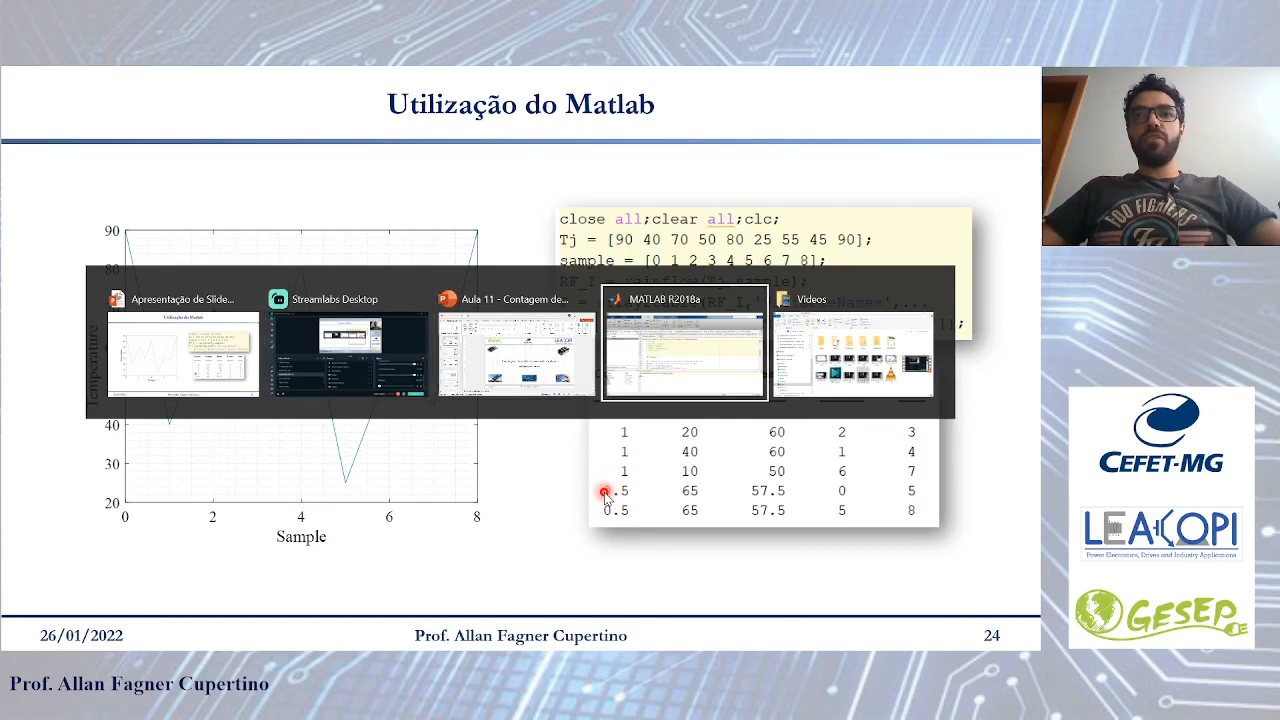 Utilização do Matlab
90
80
40
30
20
0
2
4
6
8
Sample
close all;clear all;clc;
Tj = [90 40 70 50 80 25 55 45 90];
sample = [0 1 2 3 4 5 6 7 8];
Apresentação de Slide...
Streamlabs Desktop
Aula 11 - Contagem de...
MATLAB R2018a
Videos
1 20 60 2 3
1 40 60 1 4
1 10 50 6 7
0.5 65 57.5 0 5
0.5 65 57.5 5 8
FOO FIGHTERS
CEFET-MG
LEACOPI
Power Electronics, Drives and Industry Applications
GESEP
26/01/2022
Prof. Allan Fagner Cupertino
24
Prof. Allan Fagner Cupertino